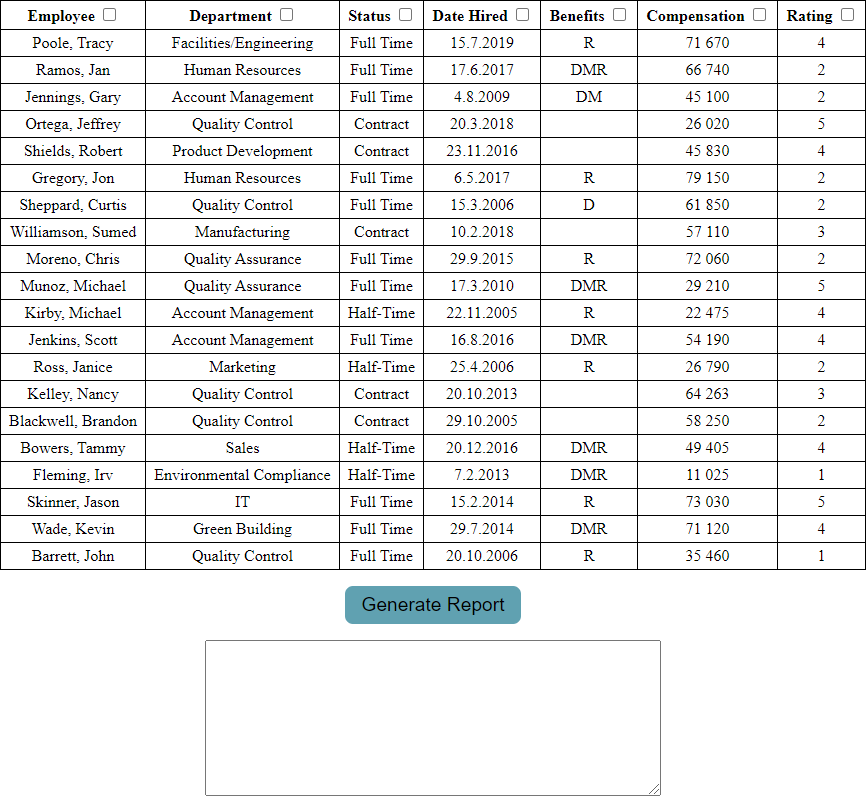 Employee Department Status Date Hired Benefits Compensation Rating
Poole, Tracy Facilities/Engineering Full Time 15.7.2019 R 71 670 4
Ramos, Jan Human Resources Full Time 17.6.2017 DMR 66 740 2
Jennings, Gary Account Management Full Time 4.8.2009 DM 45 100 2
Ortega, Jeffrey Quality Control Contract 20.3.2018 26 020 5
Shields, Robert Product Development Contract 23.11.2016 45 830 4
Gregory, Jon Human Resources Full Time 6.5.2017 R 79 150 2
Sheppard, Curtis Quality Control Full Time 15.3.2006 D 61 850 2
Williamson, Sumed Manufacturing Contract 10.2.2018 57 110 3
Moreno, Chris Quality Assurance Full Time 29.9.2015 R 72 060 2
Munoz, Michael Quality Assurance Full Time 17.3.2010 DMR 29 210 5
Kirby, Michael Account Management Half-Time 22.11.2005 R 22 475 4
Jenkins, Scott Account Management Full Time 16.8.2016 DMR 54 190 4
Ross, Janice Marketing Half-Time 25.4.2006 R 26 790 2
Kelley, Nancy Quality Control Contract 20.10.2013 64 263 3
Blackwell, Brandon Quality Control Contract 29.10.2005 58 250 2
Bowers, Tammy Sales Half-Time 20.12.2016 DMR 49 405 4
Fleming, Irv Environmental Compliance Half-Time 7.2.2013 DMR 11 025 1
Skinner, Jason IT Full Time 15.2.2014 R 73 030 5
Wade, Kevin Green Building Full Time 29.7.2014 DMR 71 120 4
Barrett, John Quality Control Full Time 20.10.2006 R 35 460 1
Generate Report